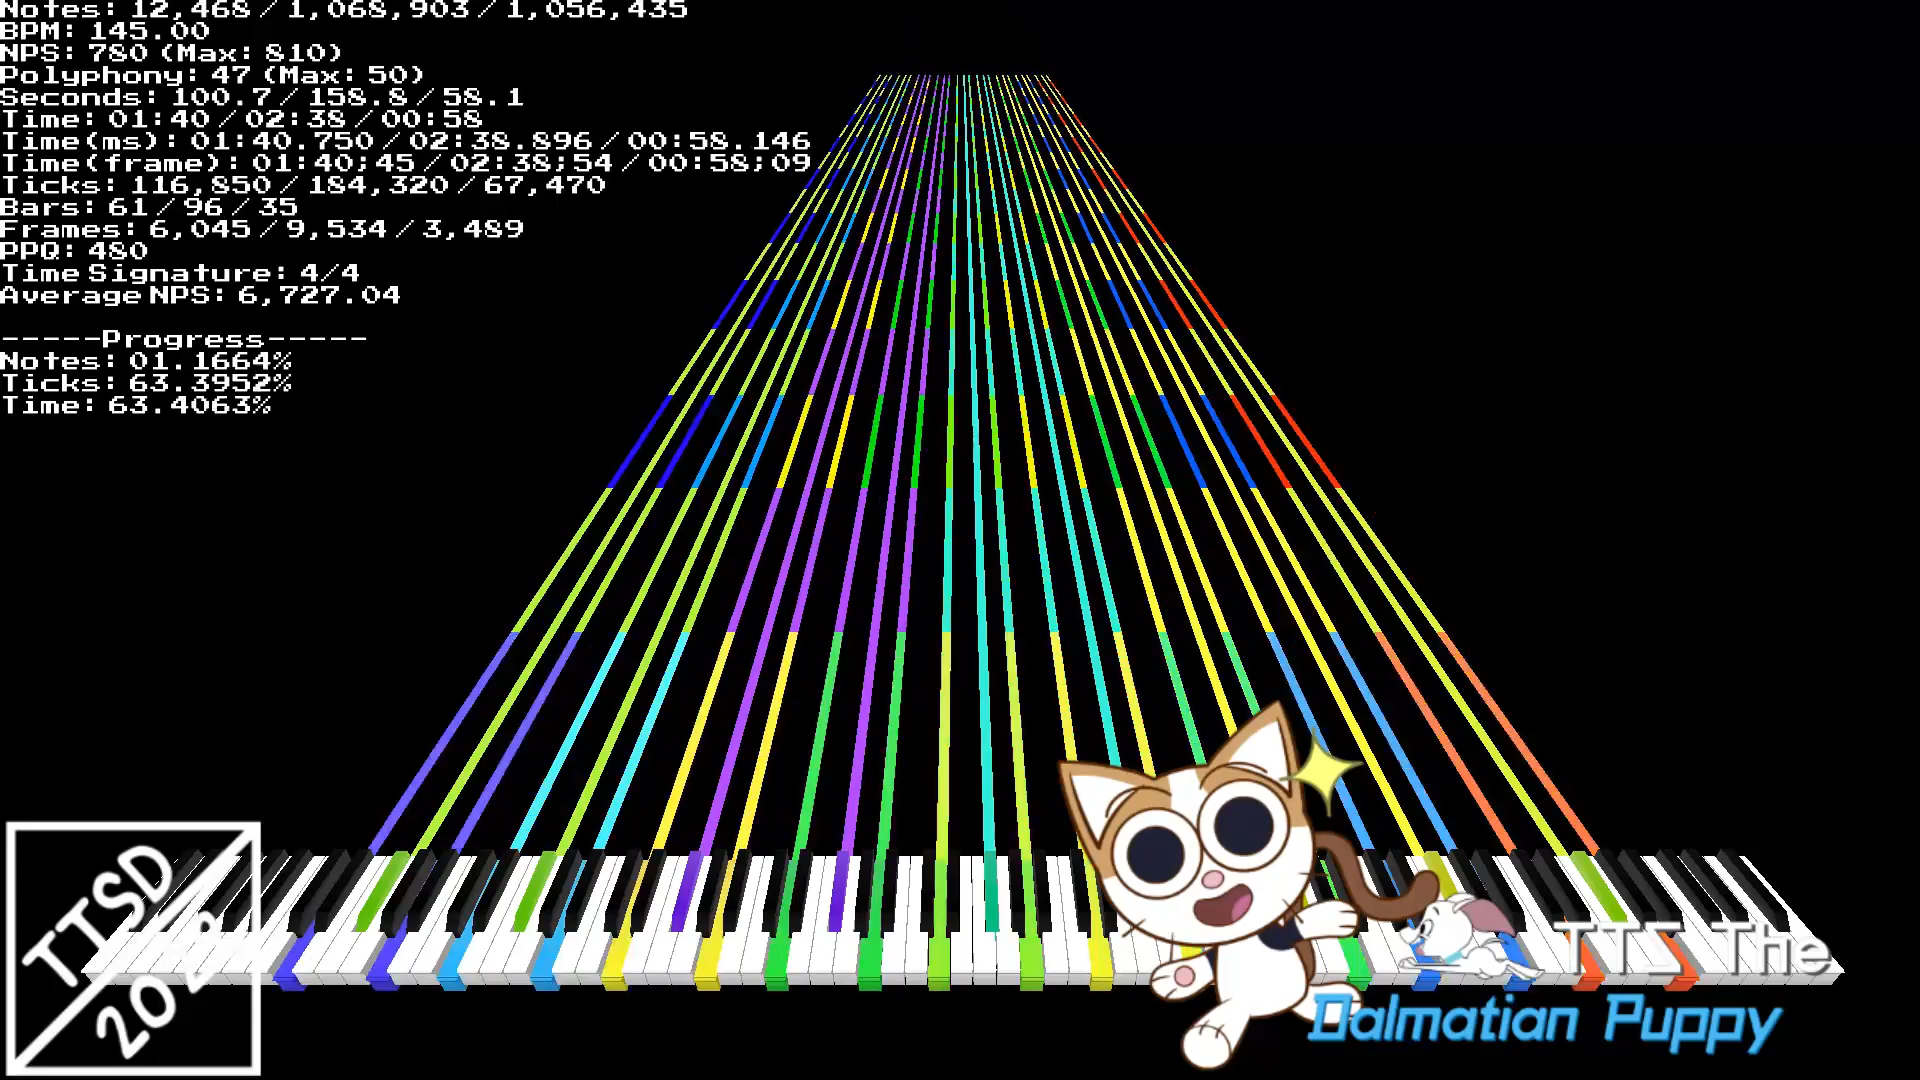 Notes: 12,468 / 1,068,903 / 1,056,435
BPM: 145.00
NPS: 780 (Max: 810)
Polyphony: 47 (Max: 50)
Seconds: 100.7 / 158.8 / 58.1
Time: 01:40 / 02:38 / 00:58
Time(ms): 01:40.750 / 02:38.896 / 00:58.146
Time(frame): 01:40;45 / 02:38;54 / 00:58;09
Ticks: 116,850 / 184,320 / 67,470
Bars: 61 / 96 / 35
Frames: 6,045 / 9,534 / 3,489
PPQ: 480
Time Signature: 4/4
Average NPS: 6,727.04
-----Progress-----
Notes: 01.1664%
Ticks: 63.3952%
Time: 63.4063%
TTSD
TTS The
Dalmatian Puppy